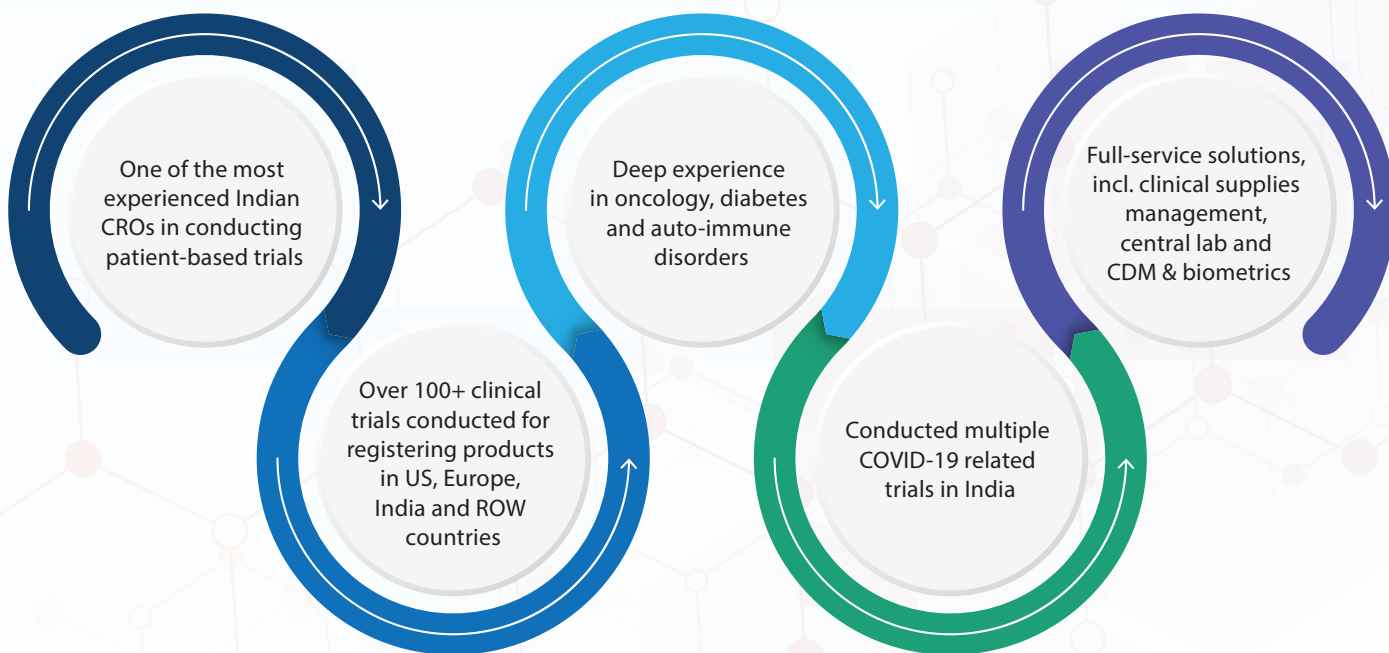 One of the most
experienced Indian
CROs in conducting
patient-based trials
Over 100+ clinical
trials conducted for
registering products
in US, Europe,
India and ROW
countries
Deep experience
in oncology, diabetes
and auto-immune
disorders
Conducted multiple
COVID-19 related
trials in India
Full-service solutions,
incl. clinical supplies
management,
central lab and
CDM & biometrics